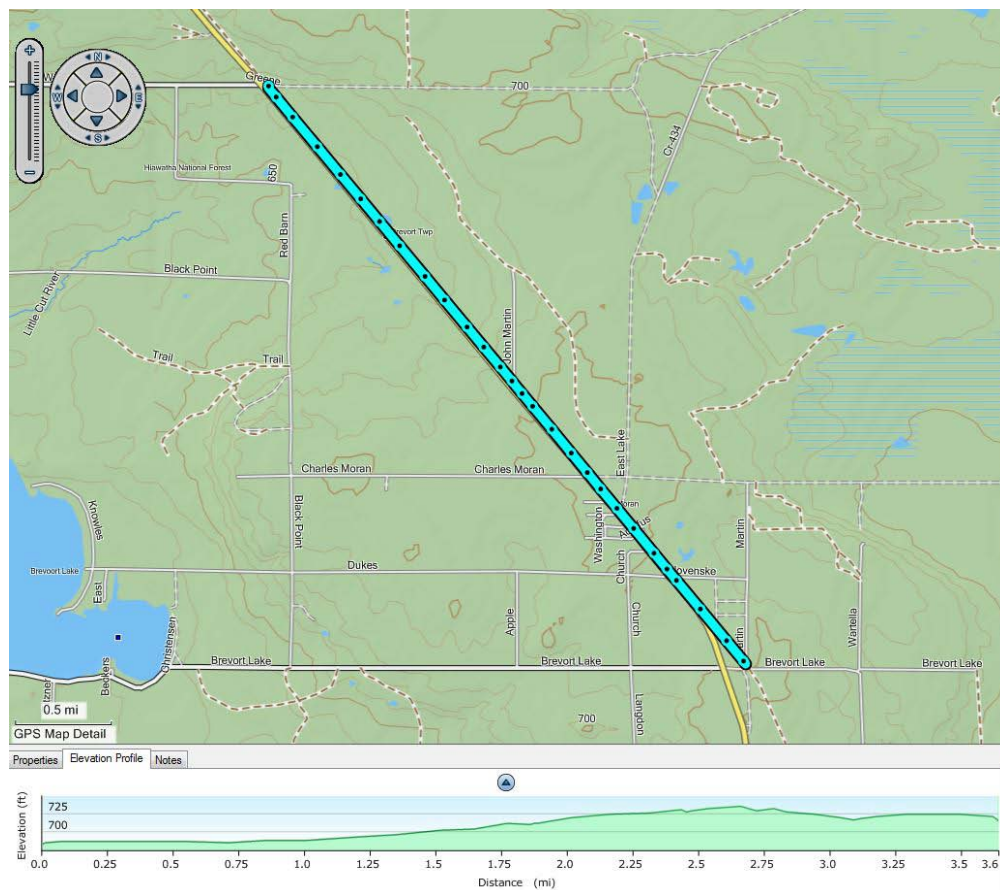 Greene
700
N
W
E
S
Cr-434
Hiawatha National Forest
650
Red Barn
Brevort Twp
Black Point
Little Cut River
John Martin
Trail
Trail
East Lake
Charles Moran
Charles Moran
Knowles
Black Point
Washington
Moran
Martin
Brevoort Lake
Dukes
Church
East
Apple
Church
Wartella
Christensen
Brevort Lake
Brevort Lake
Brevort Lake
Brevort Lake
Beckens
Langdon
0.5 mi
700
GPS Map Detail
Properties
Elevation Profile
Notes
Elevation (ft)
725
700
0.0 0.25 0.5 0.75 1.0 1.25 1.5 1.75 2.0 2.25 2.5 2.75 3.0 3.25 3.5 3.6
Distance (mi)